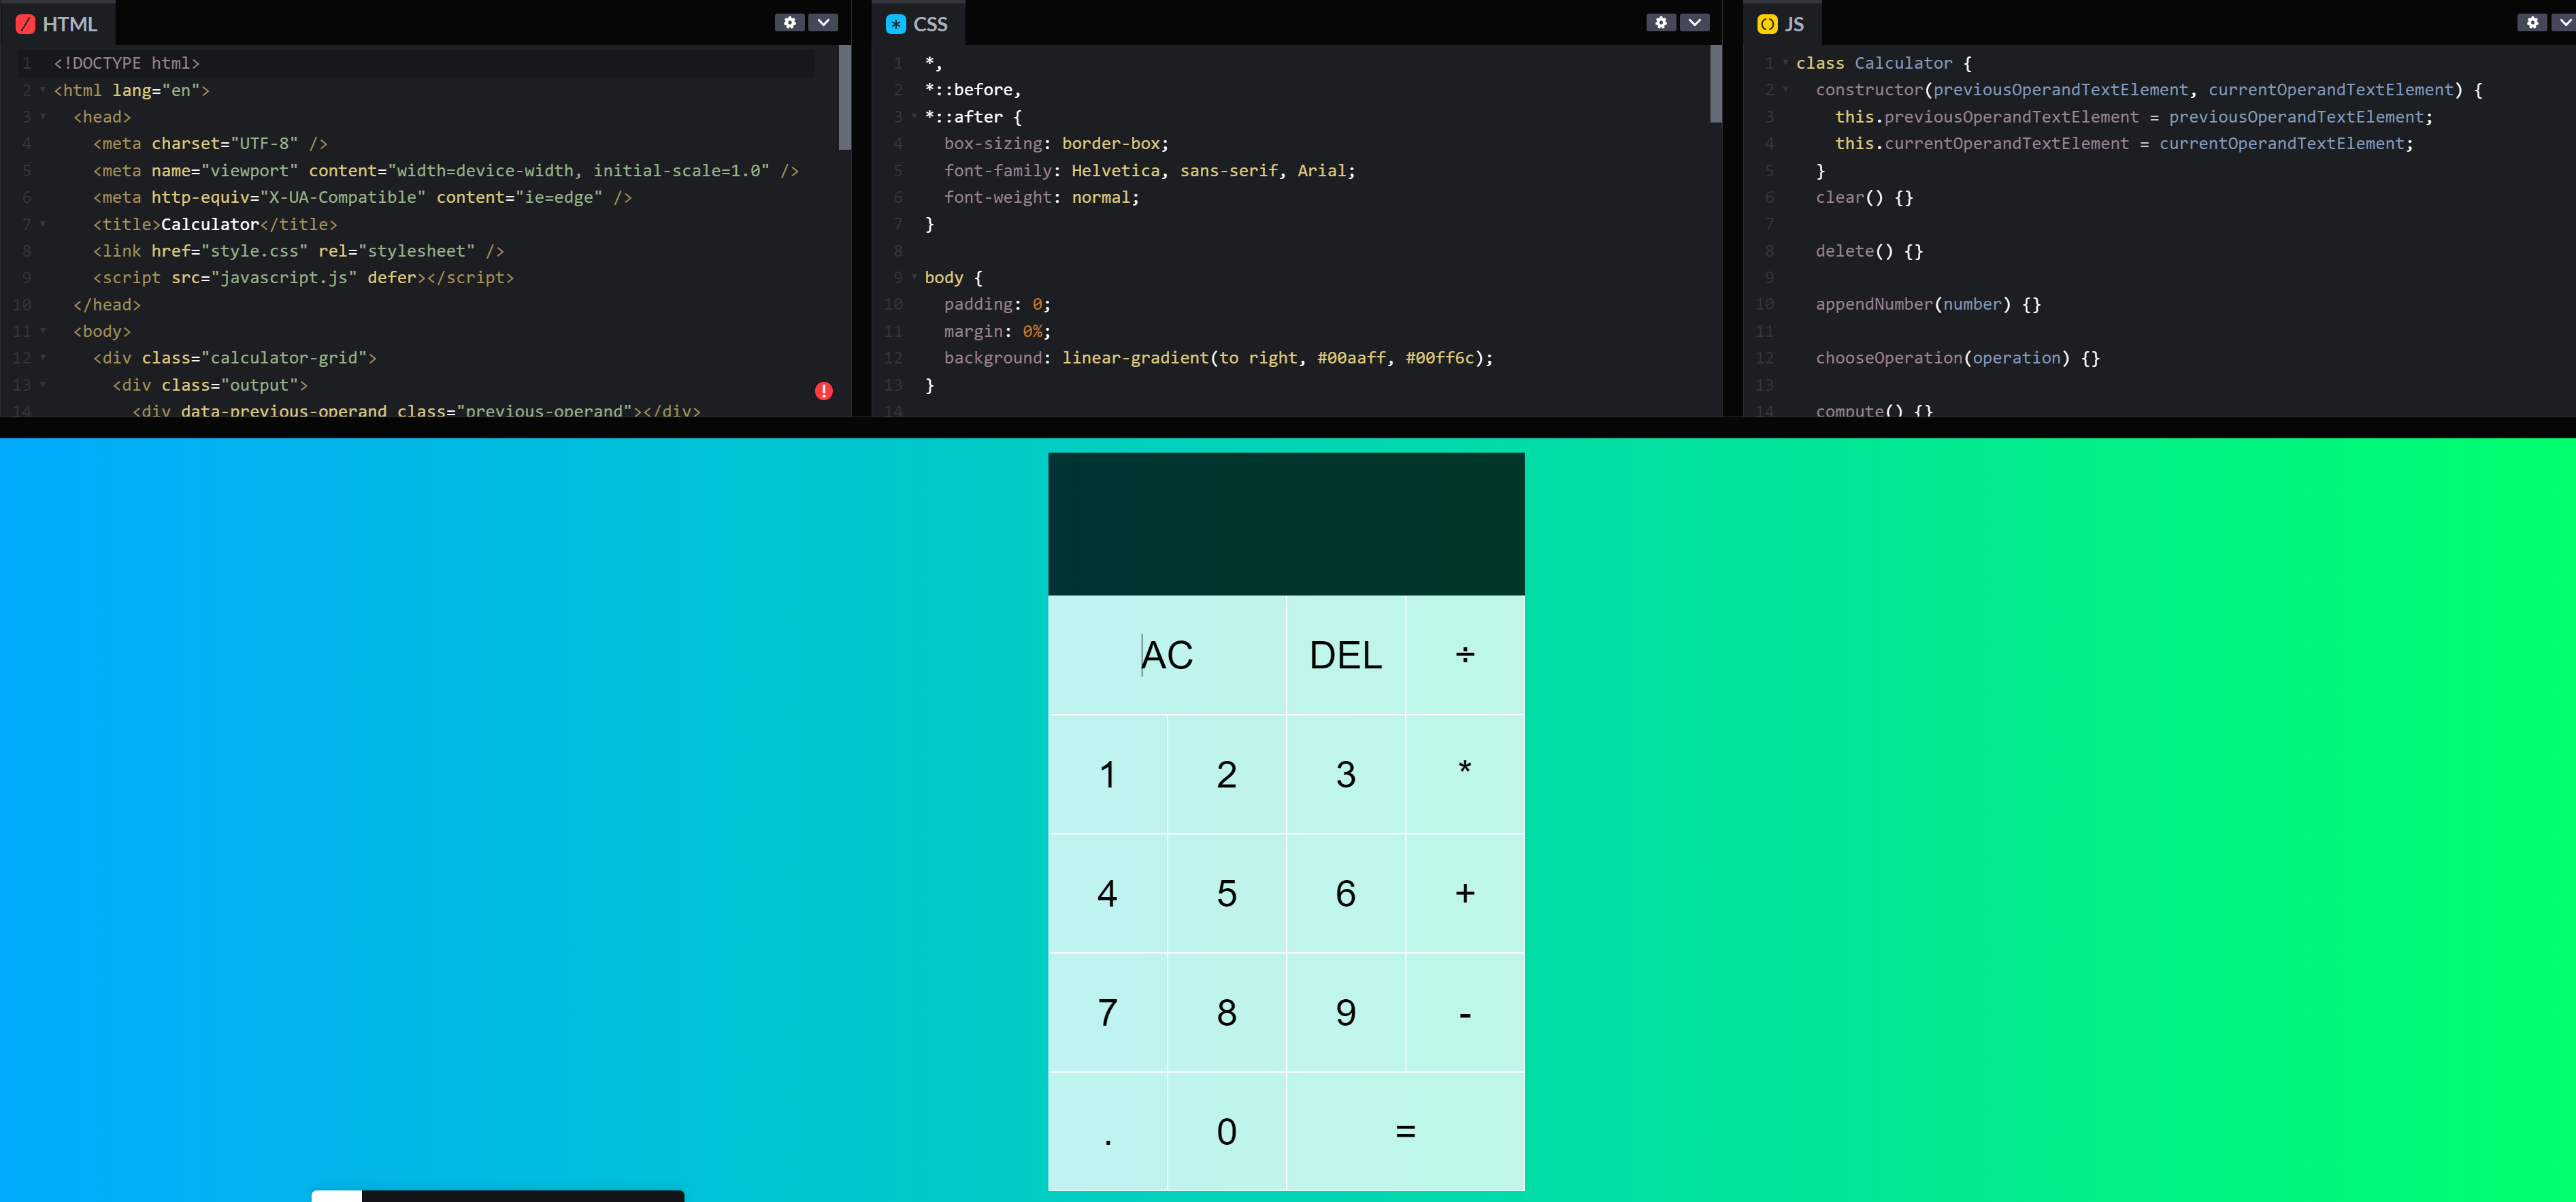 HTML
1 <!DOCTYPE html>
2 <html lang="en">
3 <head>
4 <meta charset="UTF-8" />
5 <meta name="viewport" content="width=device-width, initial-scale=1.0" />
6 <meta http-equiv="X-UA-Compatible" content="ie=edge" />
7 <title>Calculator</title>
8 <link href="style.css" rel="stylesheet" />
9 <script src="javascript.js" defer></script>
10 </head>
11 <body>
12 <div class="calculator-grid">
13 <div class="output">
14 <div data-previous-operand class="previous-operand"></div>
CSS
1 *,
2 *::before,
3 *::after {
4 box-sizing: border-box;
5 font-family: Helvetica, sans-serif, Arial;
6 font-weight: normal;
7 }
8
9 body {
10 padding: 0;
11 margin: 0%;
12 background: linear-gradient(to right, #00aaff, #00ff6c);
13 }
14
JS
1 class Calculator {
2 constructor(previousOperandTextElement, currentOperandTextElement) {
3 this.previousOperandTextElement = previousOperandTextElement;
4 this.currentOperandTextElement = currentOperandTextElement;
5 }
6 clear() {}
7
8 delete() {}
9
10 appendNumber(number) {}
11
12 chooseOperation(operation) {}
13
14 compute() {}
AC DEL ÷
1 2 3 *
4 5 6 +
7 8 9 -
. 0 =